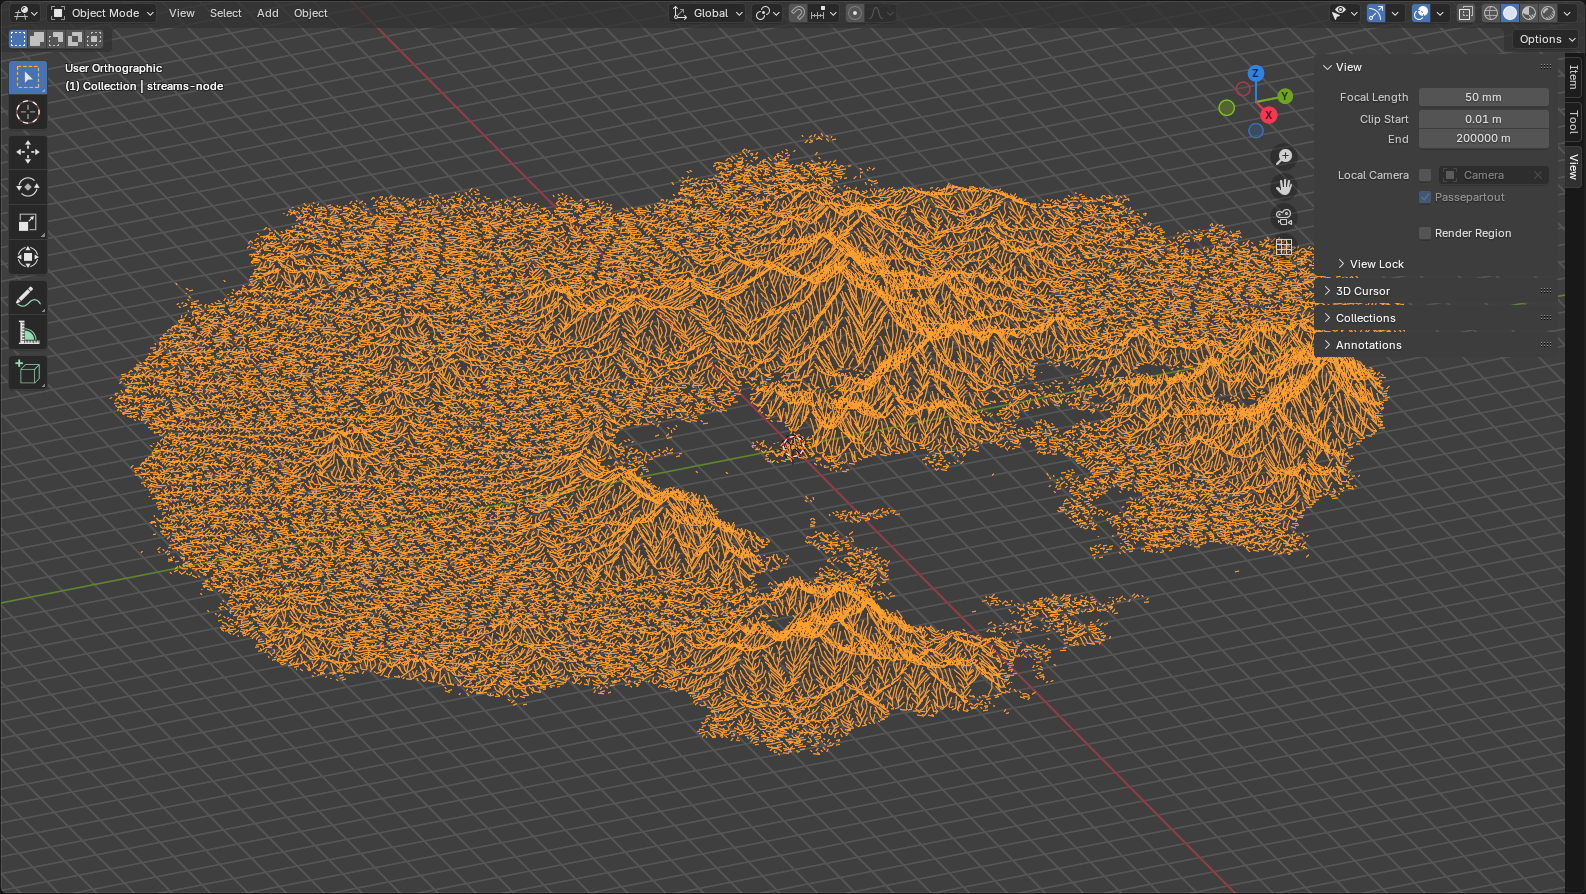 Object Mode View Select Add Object Global
Options
User Orthographic
(1) Collection | streams-node
Z
Y
X
View
Focal Length 50 mm
Clip Start 0.01 m
End 200000 m
Local Camera Camera
Passepartout
Render Region
View Lock
3D Cursor
Collections
Annotations
Item
Tool
View